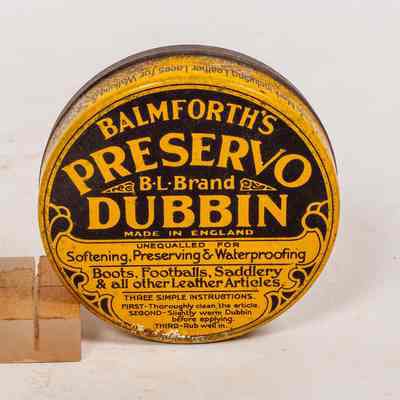 BALMFORTH'S
PRESERVO
B·L·Brand
DUBBIN
MADE IN ENGLAND
UNEQUALLED FOR
Softening, Preserving & Waterproofing
Boots, Footballs, Saddlery
& all other Leather Articles.
THREE SIMPLE INSTRUCTIONS.
FIRST-Thoroughly clean the article.
SECOND-Slightly warm Dubbin
before applying.
THIRD-Rub well in.